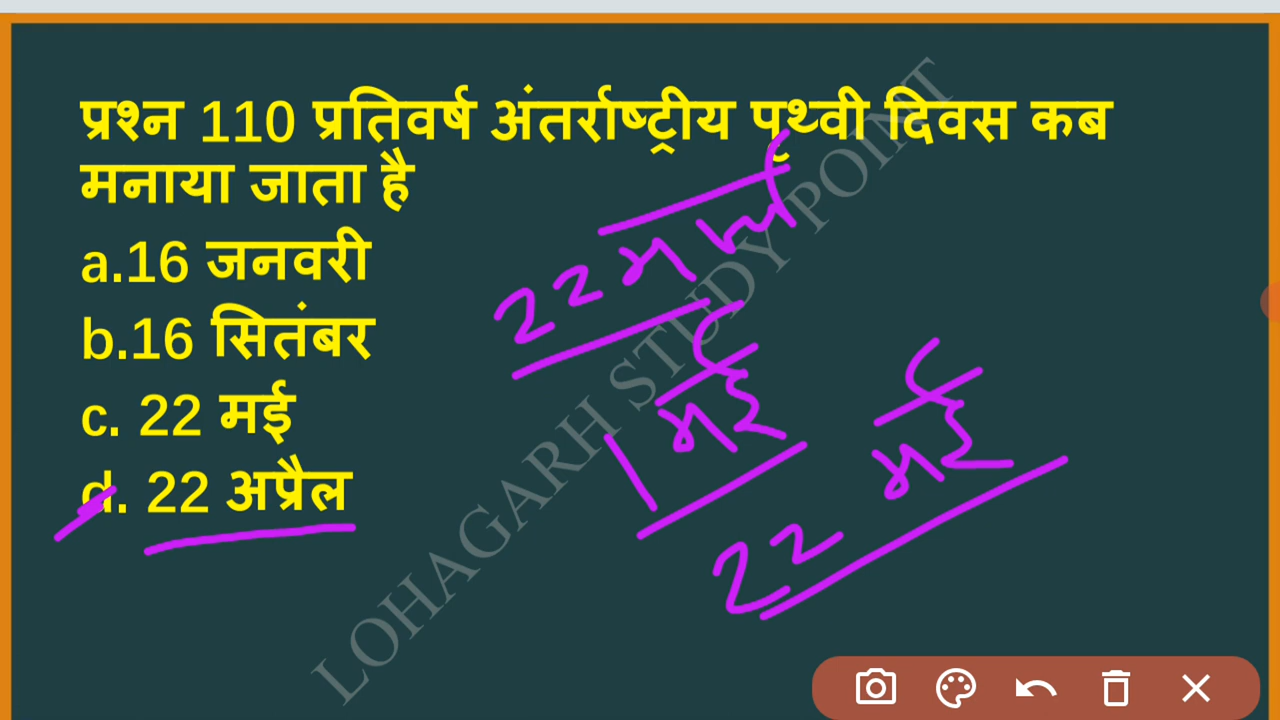 प्रश्न 110 प्रतिवर्ष अंतर्राष्ट्रीय पृथ्वी दिवस कब
मनाया जाता है
a.16 जनवरी
b.16 सितंबर
c. 22 मई
d. 22 अप्रैल
22 मार्च
1 मई
22 मई
LOHAGARH STUDY POINT